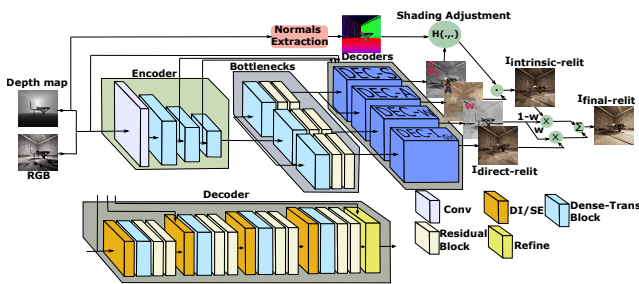 Normals
Extraction
Shading Adjustment
H(.,.)
Depth map
Encoder
Bottlenecks
Decoders
DEC-S
DEC-A
DEC-W
DEC-I
A
W
I intrinsic-relit
I final-relit
1-w
w
X
X
Σ
RGB
I direct-relit
Decoder
Conv
DI/SE
Dense-Trans
Block
Residual
Block
Refine